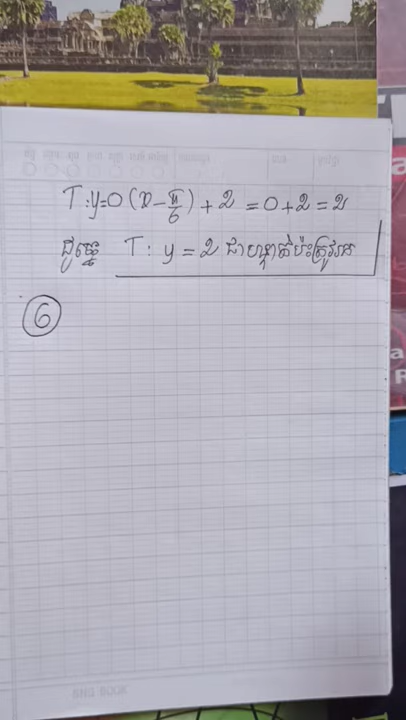 T : y = 0 (x - π/6) + 2 = 0 + 2 = 2
ដូច្នេះ T : y = 2 ជាបន្ទាត់ប៉ះត្រូវរក
6